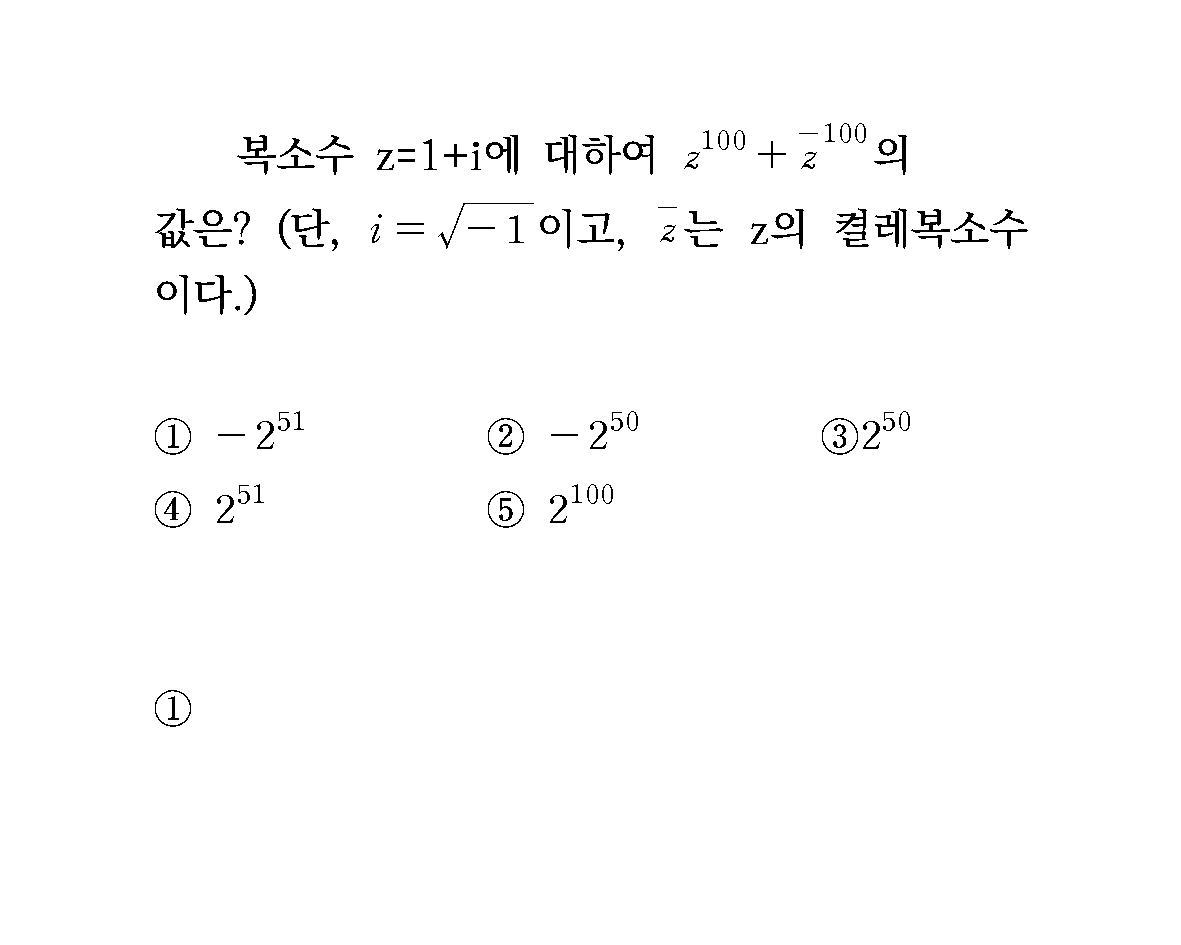 복소수 z=1+i에 대하여 $z^{100}+\overline{z}^{100}$의
값은? (단, $i=\sqrt{-1}$이고, $\overline{z}$는 z의 켤레복소수
이다.)
① $-2^{51}$ ② $-2^{50}$ ③$2^{50}$
④ $2^{51}$ ⑤ $2^{100}$
①